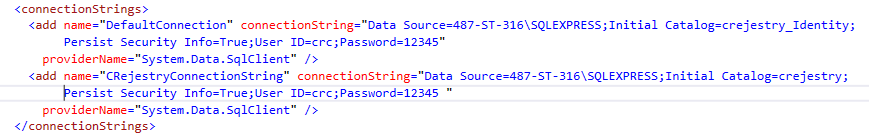 <connectionStrings>
<add name="DefaultConnection" connectionString="Data Source=487-ST-316\SQLEXPRESS;Initial Catalog=crejestry_Identity;
Persist Security Info=True;User ID=crc;Password=12345"
providerName="System.Data.SqlClient" />
<add name="CRejestryConnectionString" connectionString="Data Source=487-ST-316\SQLEXPRESS;Initial Catalog=crejestry;
Persist Security Info=True;User ID=crc;Password=12345 "
providerName="System.Data.SqlClient" />
</connectionStrings>